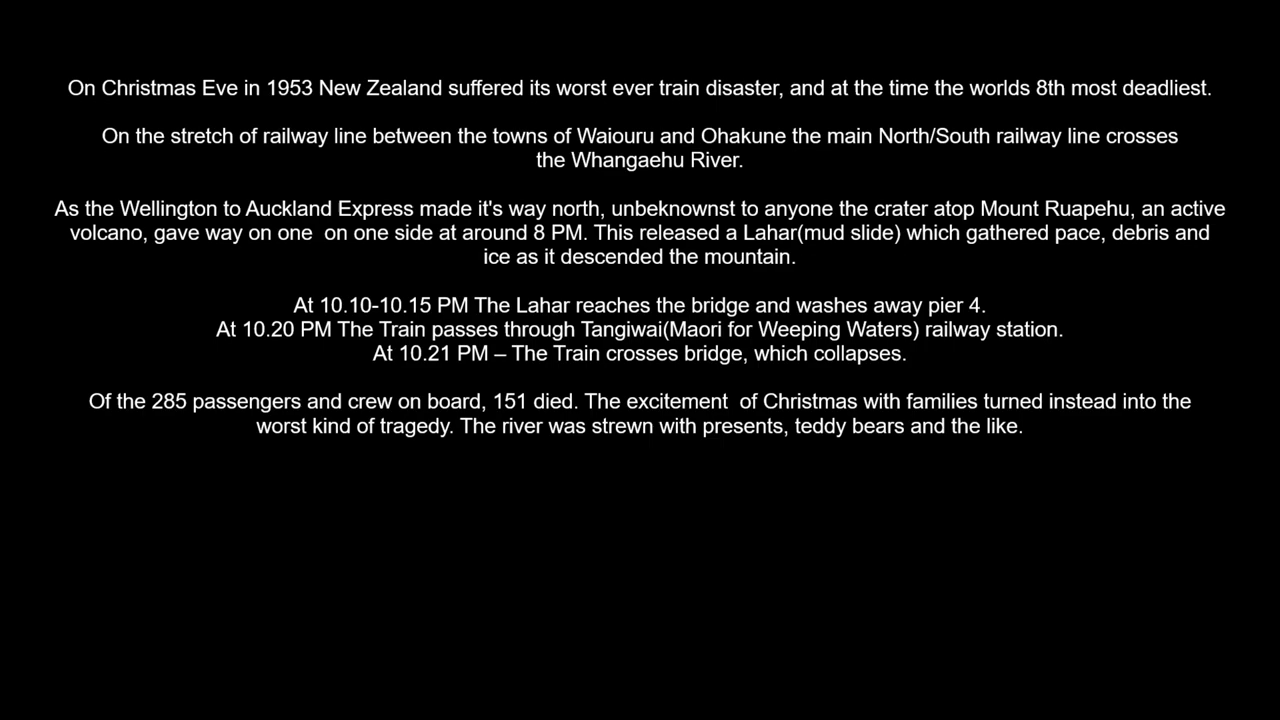 On Christmas Eve in 1953 New Zealand suffered its worst ever train disaster, and at the time the worlds 8th most deadliest.
On the stretch of railway line between the towns of Waiouru and Ohakune the main North/South railway line crosses
the Whangaehu River.
As the Wellington to Auckland Express made it's way north, unbeknownst to anyone the crater atop Mount Ruapehu, an active
volcano, gave way on one  on one side at around 8 PM. This released a Lahar(mud slide) which gathered pace, debris and
ice as it descended the mountain.
At 10.10-10.15 PM The Lahar reaches the bridge and washes away pier 4.
At 10.20 PM The Train passes through Tangiwai(Maori for Weeping Waters) railway station.
At 10.21 PM – The Train crosses bridge, which collapses.
Of the 285 passengers and crew on board, 151 died. The excitement  of Christmas with families turned instead into the
worst kind of tragedy. The river was strewn with presents, teddy bears and the like.